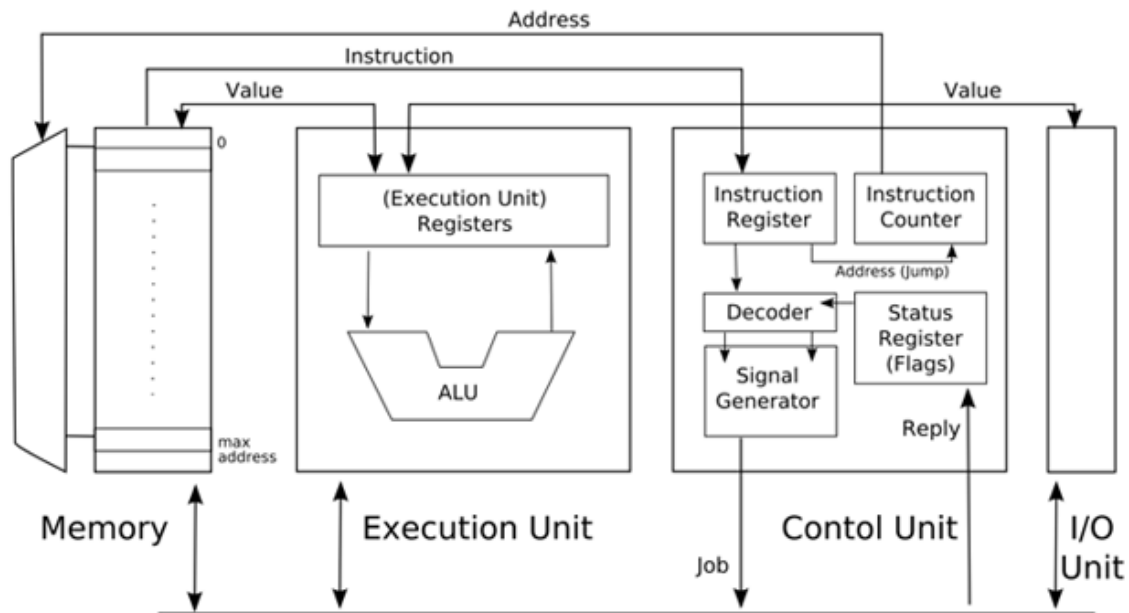 Address
Instruction
Value
Value
0
(Execution Unit)
Registers
Instruction
Register
Instruction
Counter
Address (Jump)
Decoder
Status
Register
(Flags)
ALU
Signal
Generator
Reply
max
address
Memory
Execution Unit
Contol Unit
I/O
Unit
Job